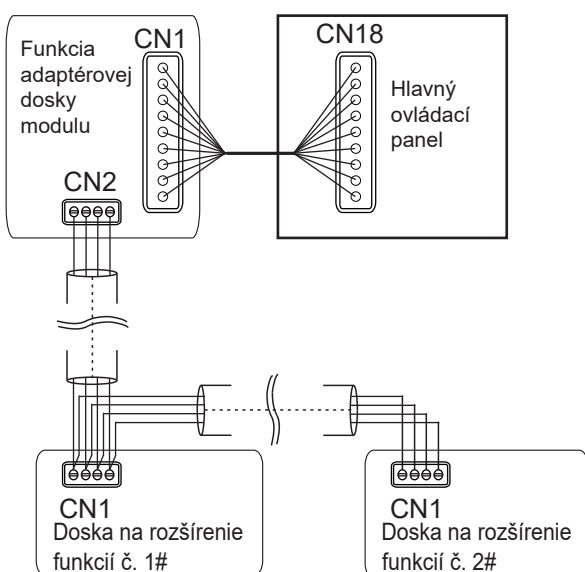 Funkcia
adaptérovej
dosky
modulu
CN1
CN2
CN18
Hlavný
ovládací
panel
CN1
Doska na rozšírenie
funkcií č. 1#
CN1
Doska na rozšírenie
funkcií č. 2#